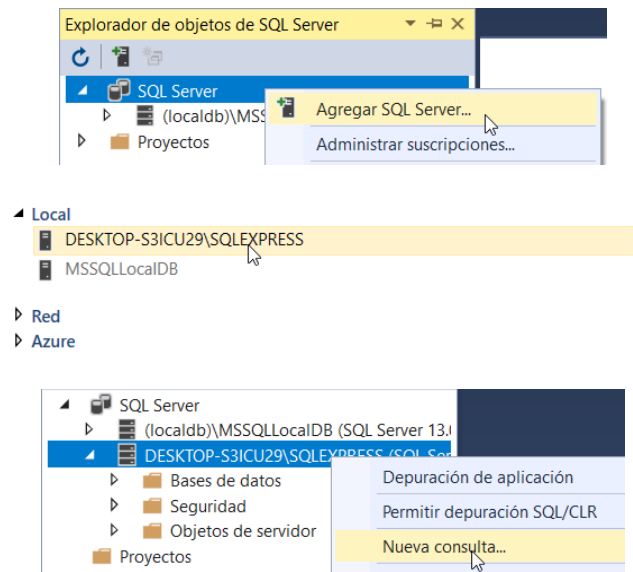 Explorador de objetos de SQL Server
SQL Server
(localdb)\MSS
Proyectos
Agregar SQL Server...
Administrar suscripciones...
Local
DESKTOP-S3ICU29\SQLEXPRESS
MSSQLLocalDB
Red
Azure
SQL Server
(localdb)\MSSQLLocalDB (SQL Server 13.0
DESKTOP-S3ICU29\SQLEXPRESS (SQL Ser
Bases de datos
Seguridad
Objetos de servidor
Proyectos
Depuración de aplicación
Permitir depuración SQL/CLR
Nueva consulta...